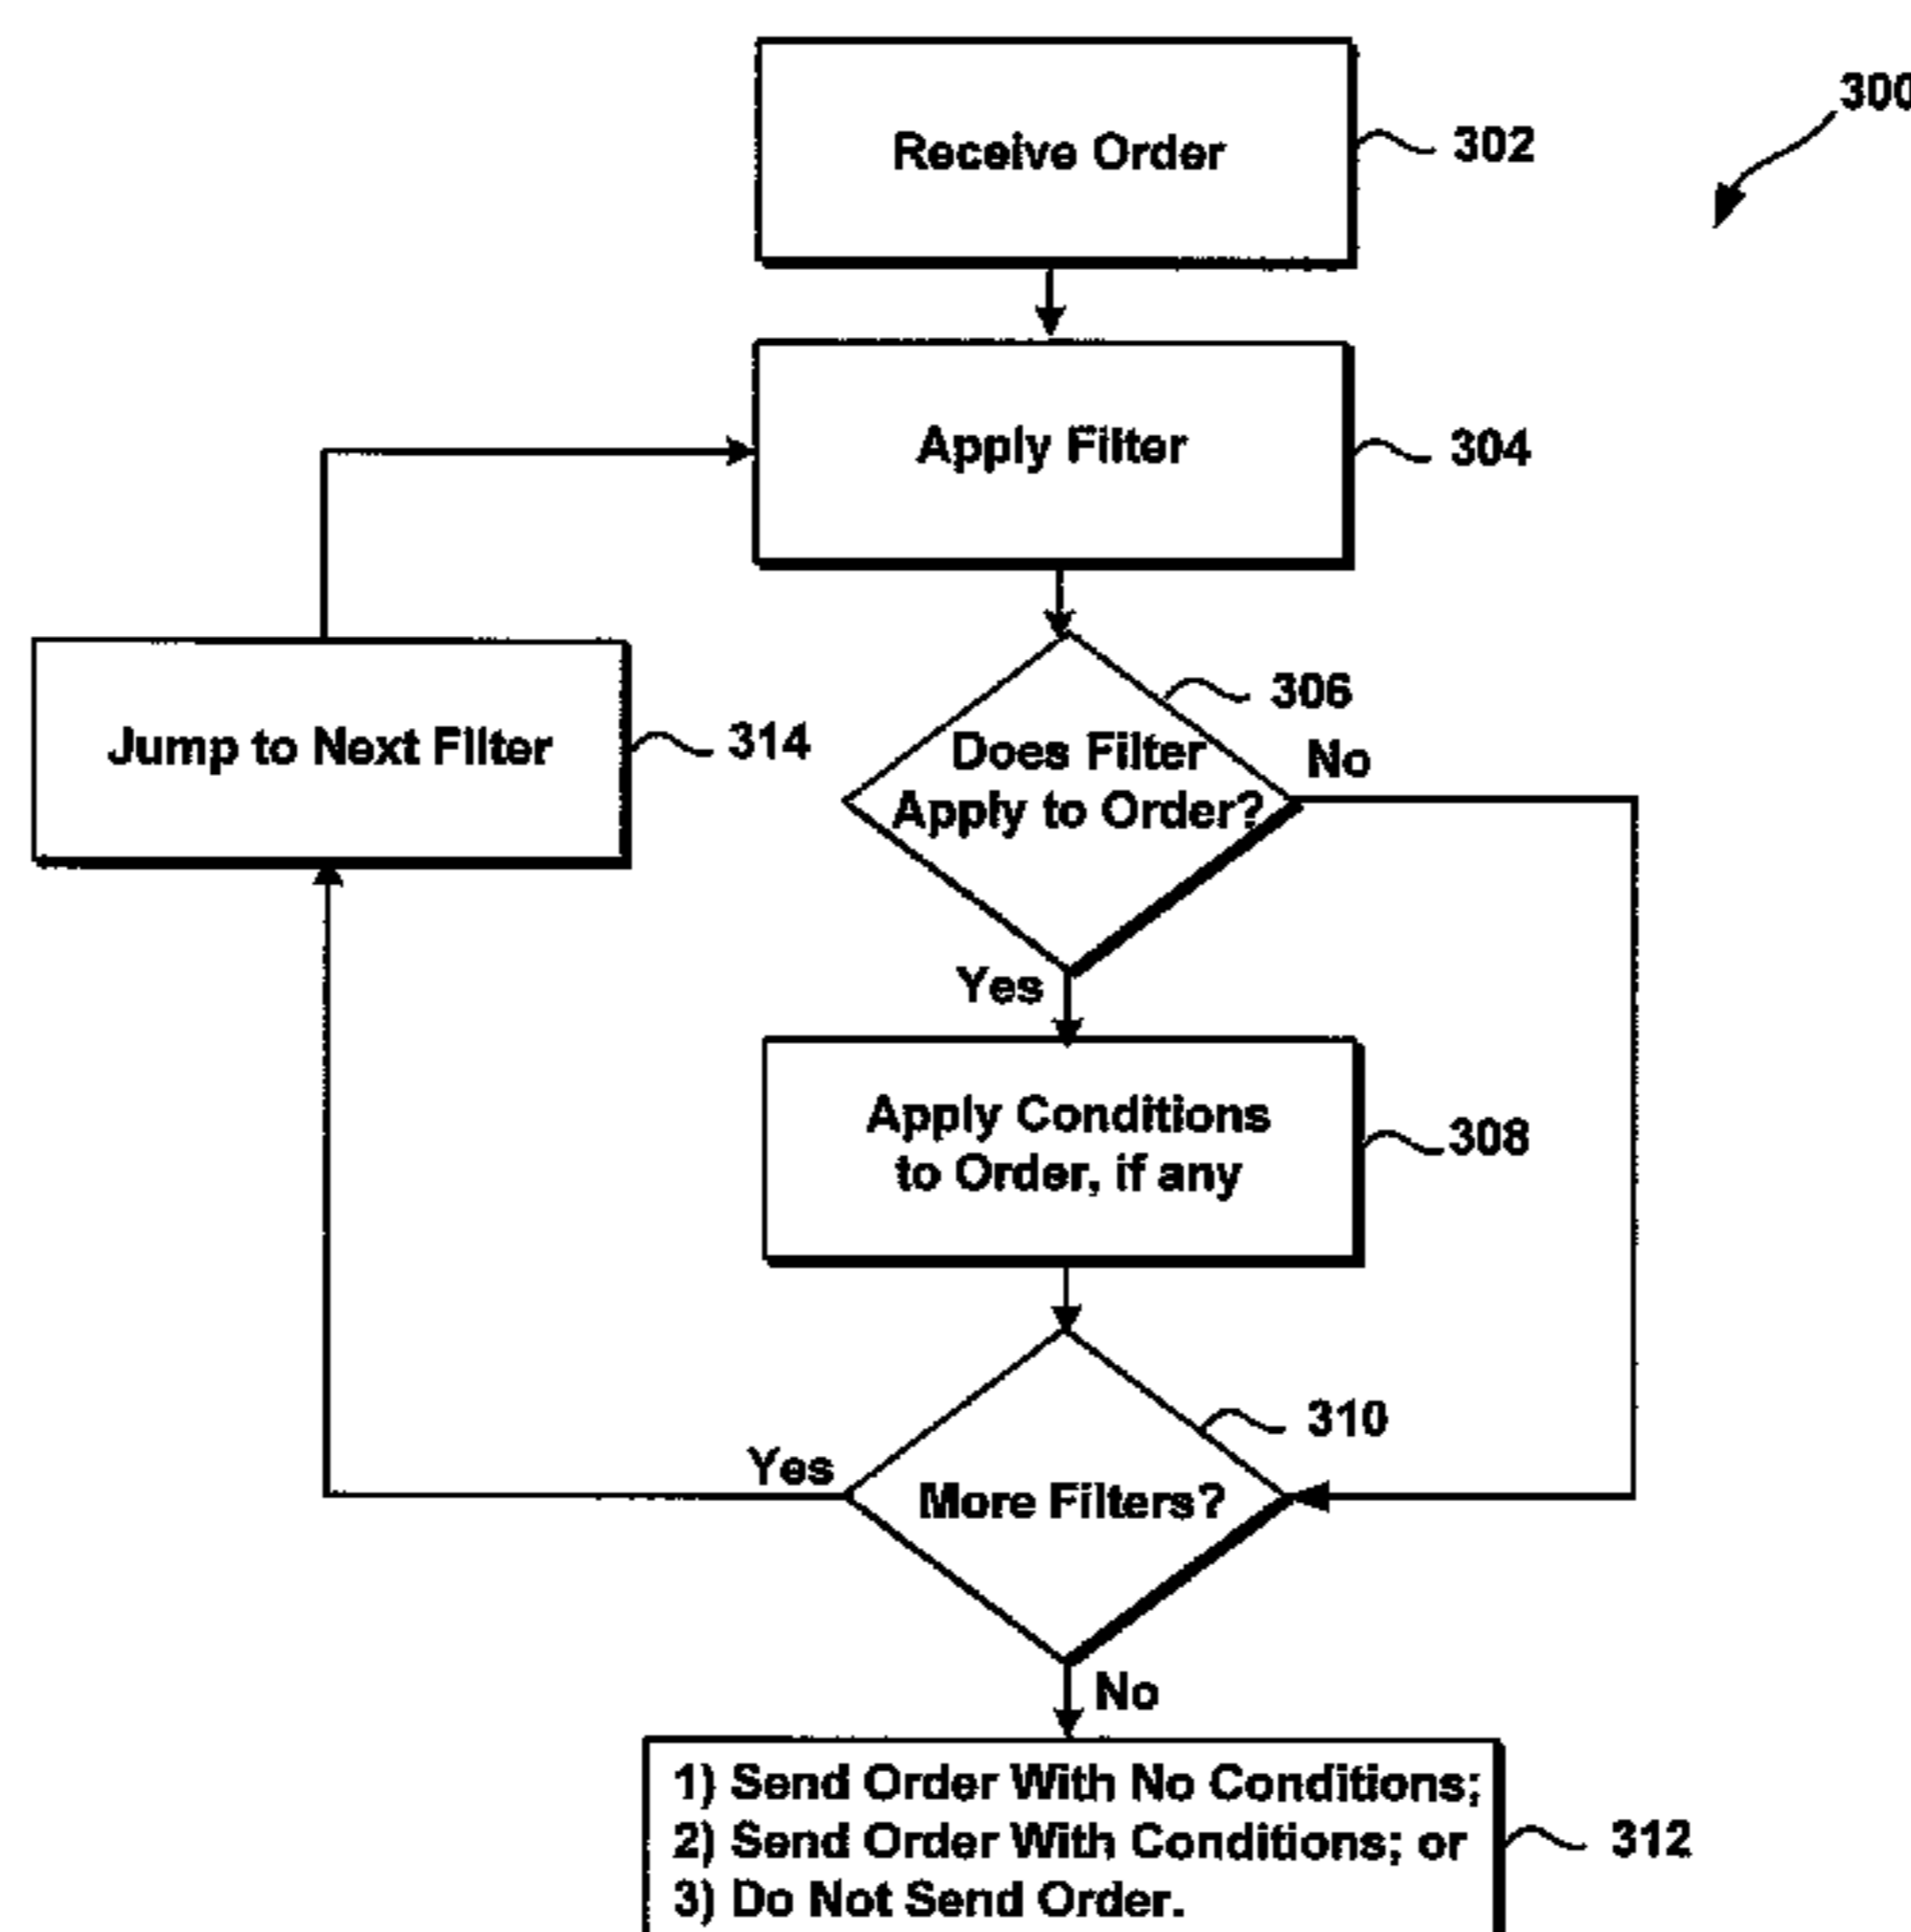 Receive Order
302
300
Apply Filter
304
Jump to Next Filter
314
306
Does Filter
Apply to Order?
No
Yes
Apply Conditions
to Order, if any
308
310
More Filters?
Yes
No
1) Send Order With No Conditions;
2) Send Order With Conditions; or
3) Do Not Send Order.
312